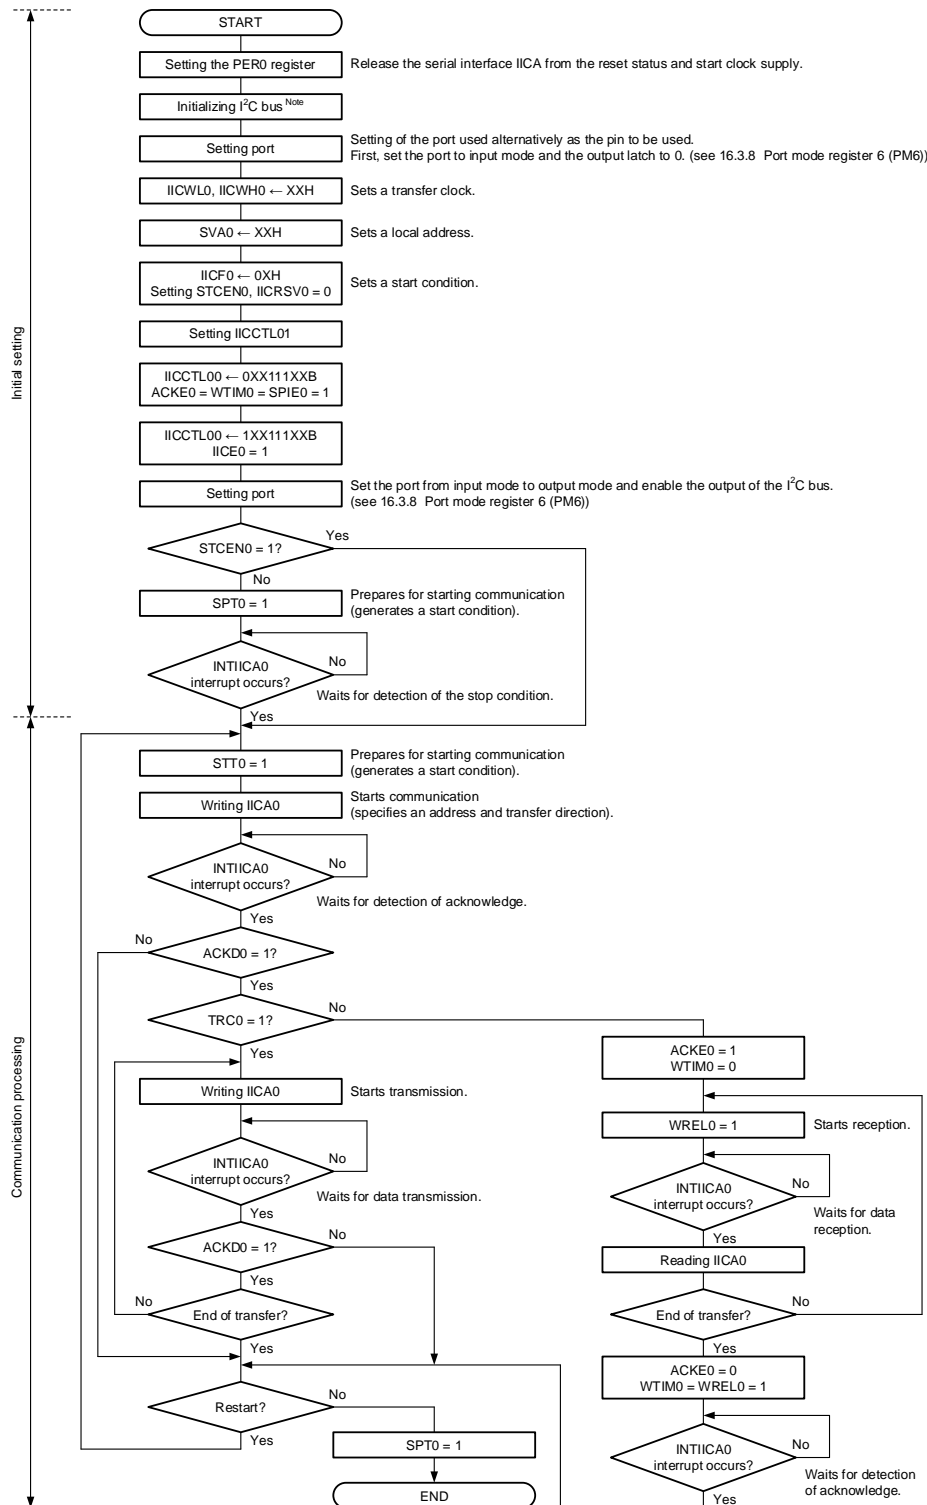 START
Setting the PER0 register
Release the serial interface IICA from the reset status and start clock supply.
Initializing I²C bus Note
Setting port
Setting of the port used alternatively as the pin to be used.
First, set the port to input mode and the output latch to 0. (see 16.3.8 Port mode register 6 (PM6))
IICWL0, IICWH0 ← XXH
Sets a transfer clock.
SVA0 ← XXH
Sets a local address.
IICF0 ← 0XH
Setting STCEN0, IICRSV0 = 0
Sets a start condition.
Initial setting
Setting IICCTL01
IICCTL00 ← 0XX111XXB
ACKE0 = WTIM0 = SPIE0 = 1
IICCTL00 ← 1XX111XXB
IICE0 = 1
Setting port
Set the port from input mode to output mode and enable the output of the I²C bus.
(see 16.3.8 Port mode register 6 (PM6))
STCEN0 = 1?
Yes
No
SPT0 = 1
Prepares for starting communication
(generates a start condition).
INTIICA0
interrupt occurs?
No
Waits for detection of the stop condition.
Yes
STT0 = 1
Prepares for starting communication
(generates a start condition).
Writing IICA0
Starts communication
(specifies an address and transfer direction).
INTIICA0
interrupt occurs?
No
Waits for detection of acknowledge.
Yes
No
ACKD0 = 1?
Yes
TRC0 = 1?
No
Yes
Communication processing
ACKE0 = 1
WTIM0 = 0
Writing IICA0
Starts transmission.
WREL0 = 1
Starts reception.
INTIICA0
interrupt occurs?
No
Waits for data transmission.
Yes
INTIICA0
interrupt occurs?
No
Waits for data
reception.
Yes
ACKD0 = 1?
No
Yes
Reading IICA0
No
End of transfer?
Yes
End of transfer?
No
Yes
ACKE0 = 0
WTIM0 = WREL0 = 1
Restart?
No
Yes
SPT0 = 1
END
INTIICA0
interrupt occurs?
No
Waits for detection
of acknowledge.
Yes